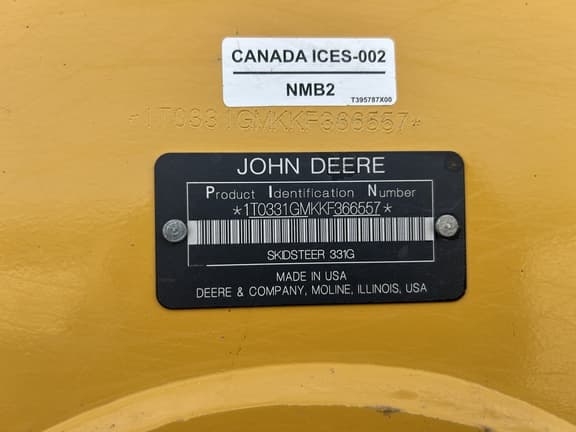 CANADA ICES-002
NMB2
T395787X00
*1T0331GMKKF366557*
JOHN DEERE
Product Identification Number
*1T0331GMKKF366557*
SKIDSTEER 331G
MADE IN USA
DEERE & COMPANY, MOLINE, ILLINOIS, USA